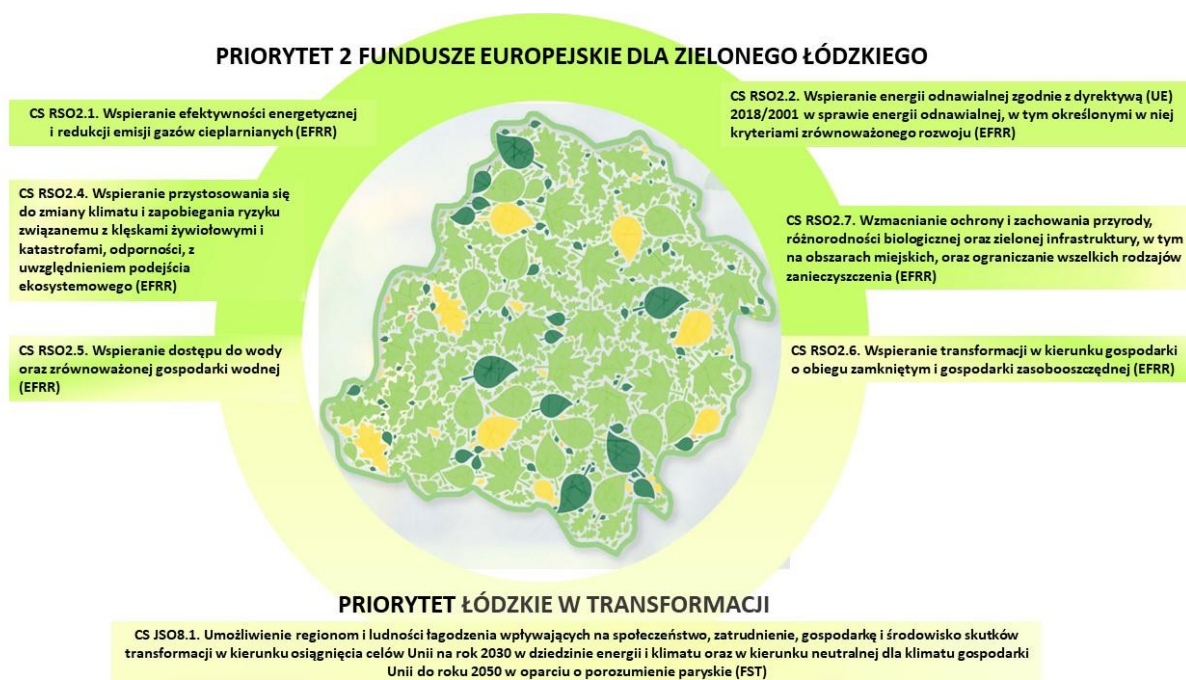 PRIORYTET 2 FUNDUSZE EUROPEJSKIE DLA ZIELONEGO ŁÓDZKIEGO
CS RSO2.1. Wspieranie efektywności energetycznej
i redukcji emisji gazów cieplarnianych (EFRR)
CS RSO2.2. Wspieranie energii odnawialnej zgodnie z dyrektywą (UE)
2018/2001 w sprawie energii odnawialnej, w tym określonymi w niej
kryteriami zrównoważonego rozwoju (EFRR)
CS RSO2.4. Wspieranie przystosowania się
do zmiany klimatu i zapobiegania ryzyku
związanemu z klęskami żywiołowymi i
katastrofami, odporności, z
uwzględnieniem podejścia
ekosystemowego (EFRR)
CS RSO2.7. Wzmacnianie ochrony i zachowania przyrody,
różnorodności biologicznej oraz zielonej infrastruktury, w tym
na obszarach miejskich, oraz ograniczanie wszelkich rodzajów
zanieczyszczenia (EFRR)
CS RSO2.5. Wspieranie dostępu do wody
oraz zrównoważonej gospodarki wodnej
(EFRR)
CS RSO2.6. Wspieranie transformacji w kierunku gospodarki
o obiegu zamkniętym i gospodarki zasobooszczędnej (EFRR)
PRIORYTET ŁÓDZKIE W TRANSFORMACJI
CS JSO8.1. Umożliwienie regionom i ludności łagodzenia wpływających na społeczeństwo, zatrudnienie, gospodarkę i środowisko skutków
transformacji w kierunku osiągnięcia celów Unii na rok 2030 w dziedzinie energii i klimatu oraz w kierunku neutralnej dla klimatu gospodarki
Unii do roku 2050 w oparciu o porozumienie paryskie (FST)